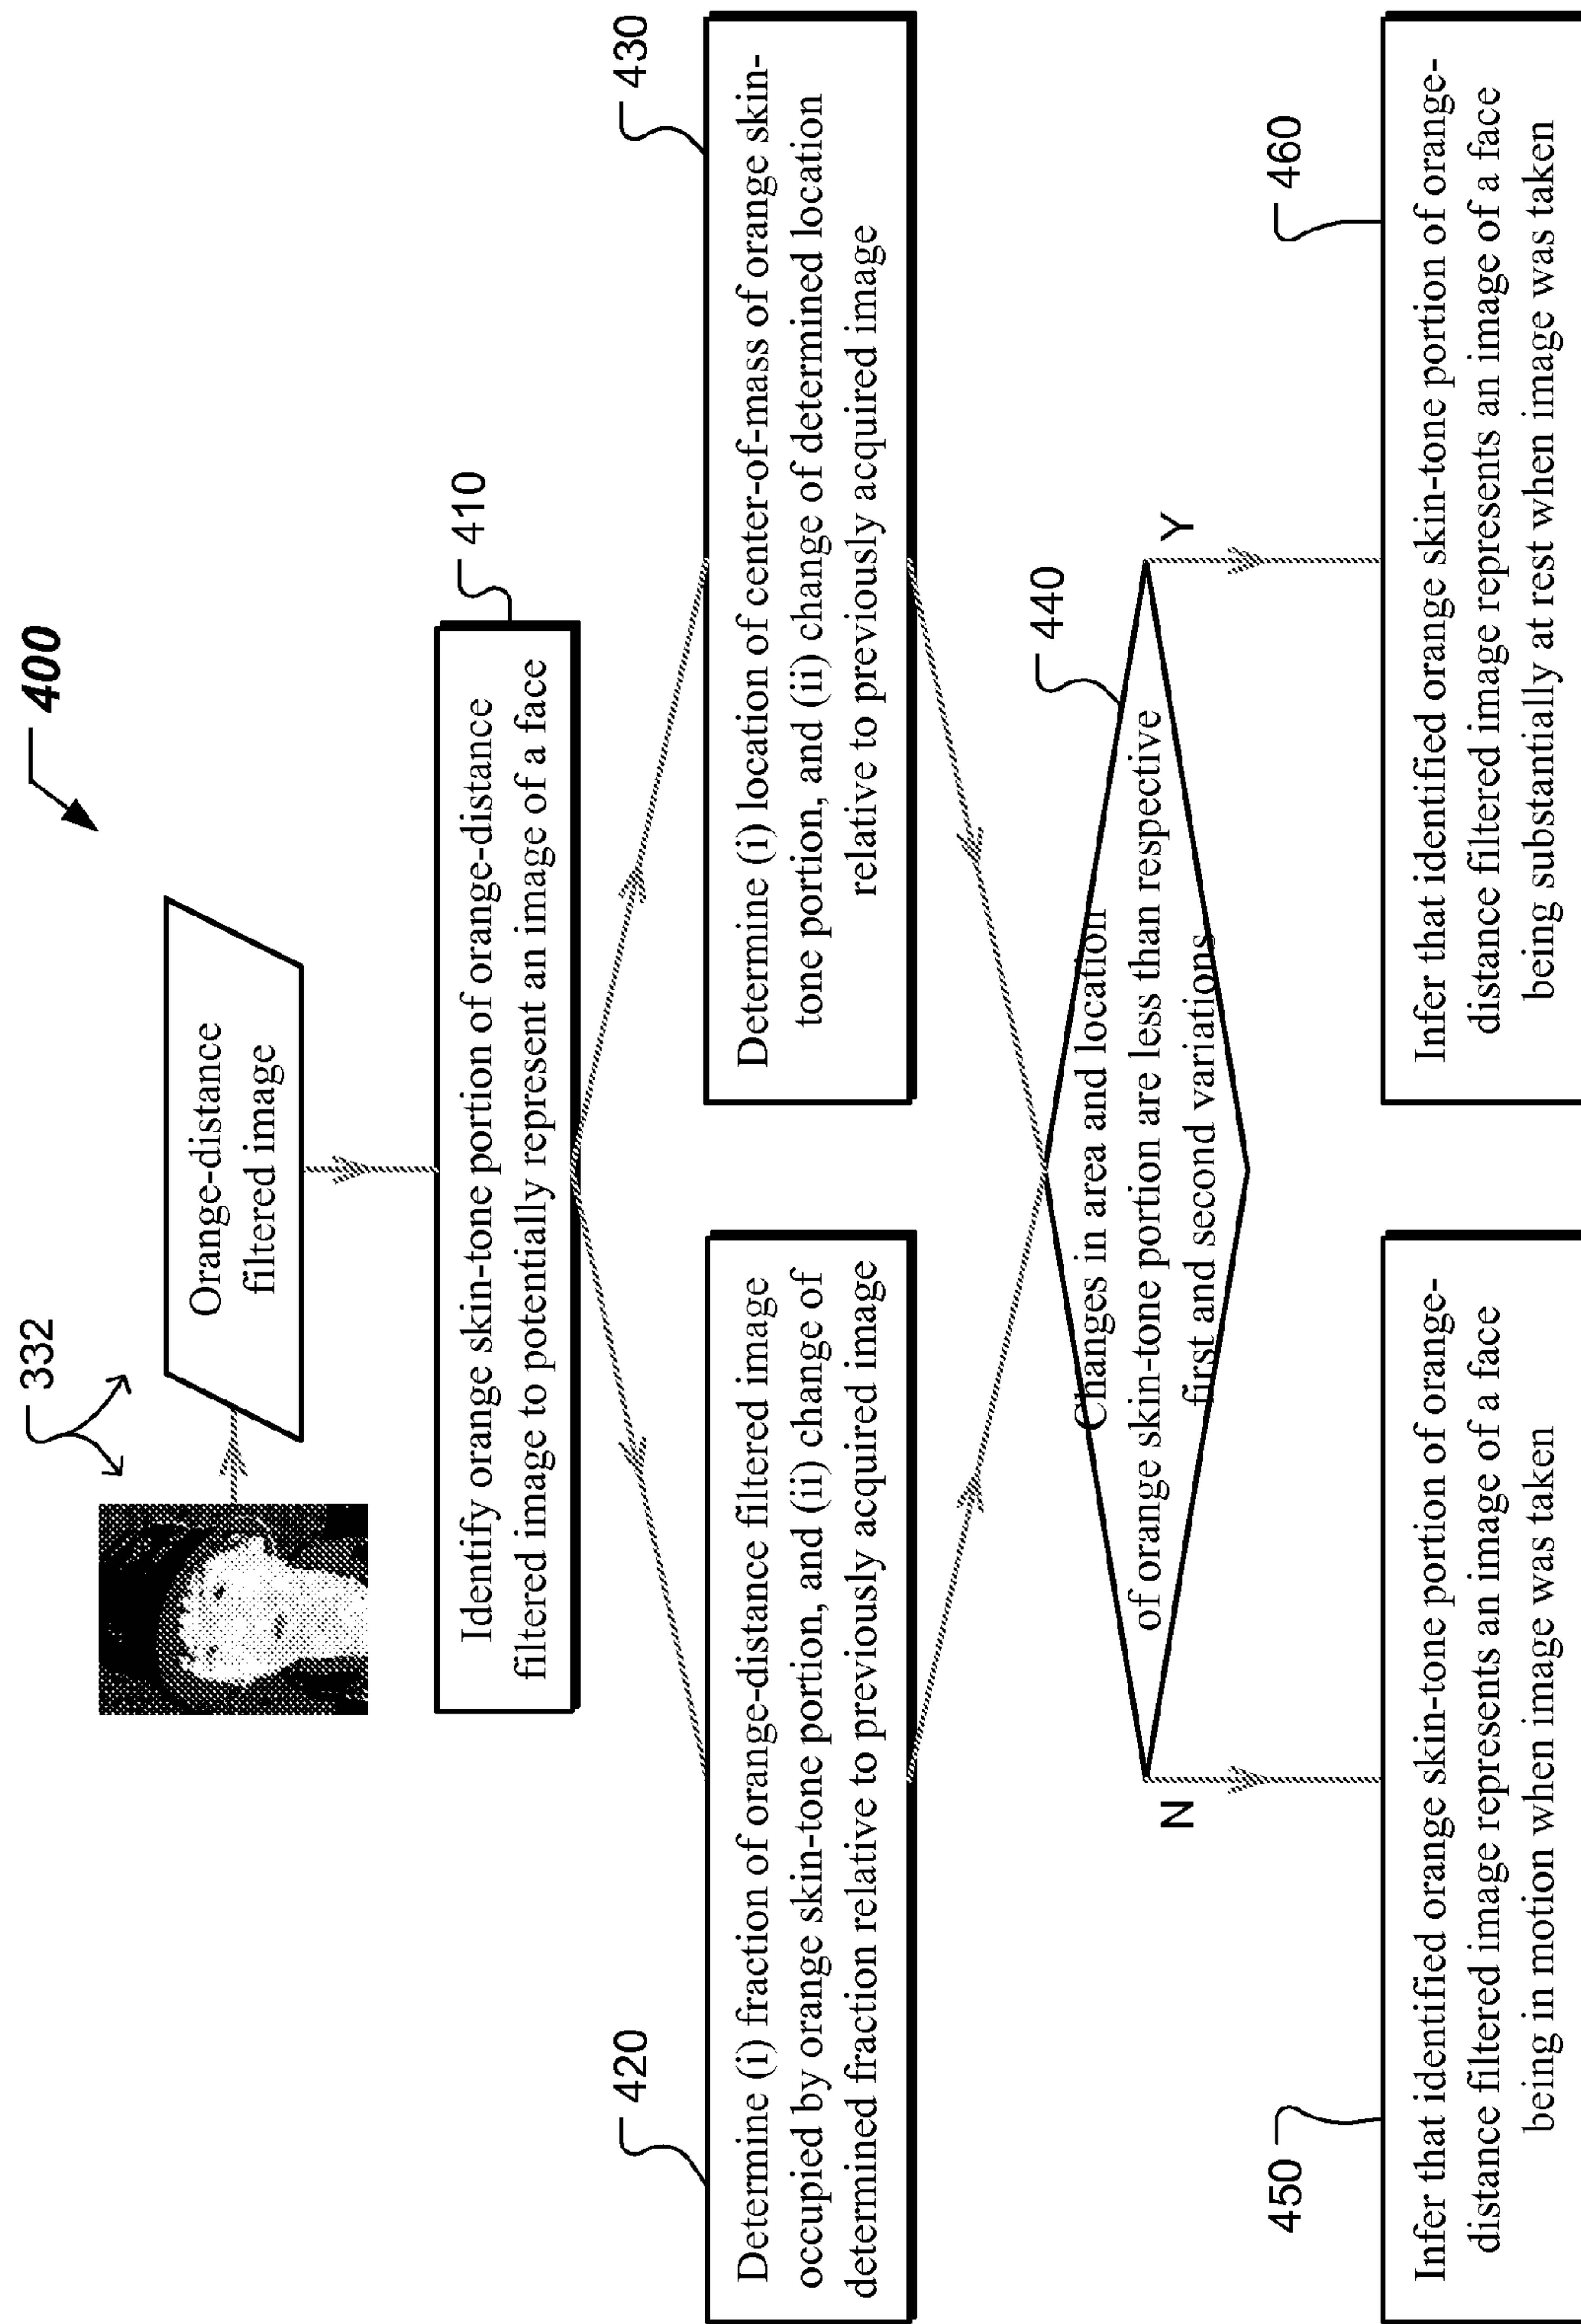 400
332
Orange-distance
filtered image
410
Identify orange skin-tone portion of orange-distance
filtered image to potentially represent an image of a face
420
Determine (i) fraction of orange-distance filtered image
occupied by orange skin-tone portion, and (ii) change of
determined fraction relative to previously acquired image
430
Determine (i) location of center-of-mass of orange skin-
tone portion, and (ii) change of determined location
relative to previously acquired image
440
Changes in area and location
of orange skin-tone portion are less than respective
first and second variations
N
Y
450
Infer that identified orange skin-tone portion of orange-
distance filtered image represents an image of a face
being in motion when image was taken
460
Infer that identified orange skin-tone portion of orange-
distance filtered image represents an image of a face
being substantially at rest when image was taken